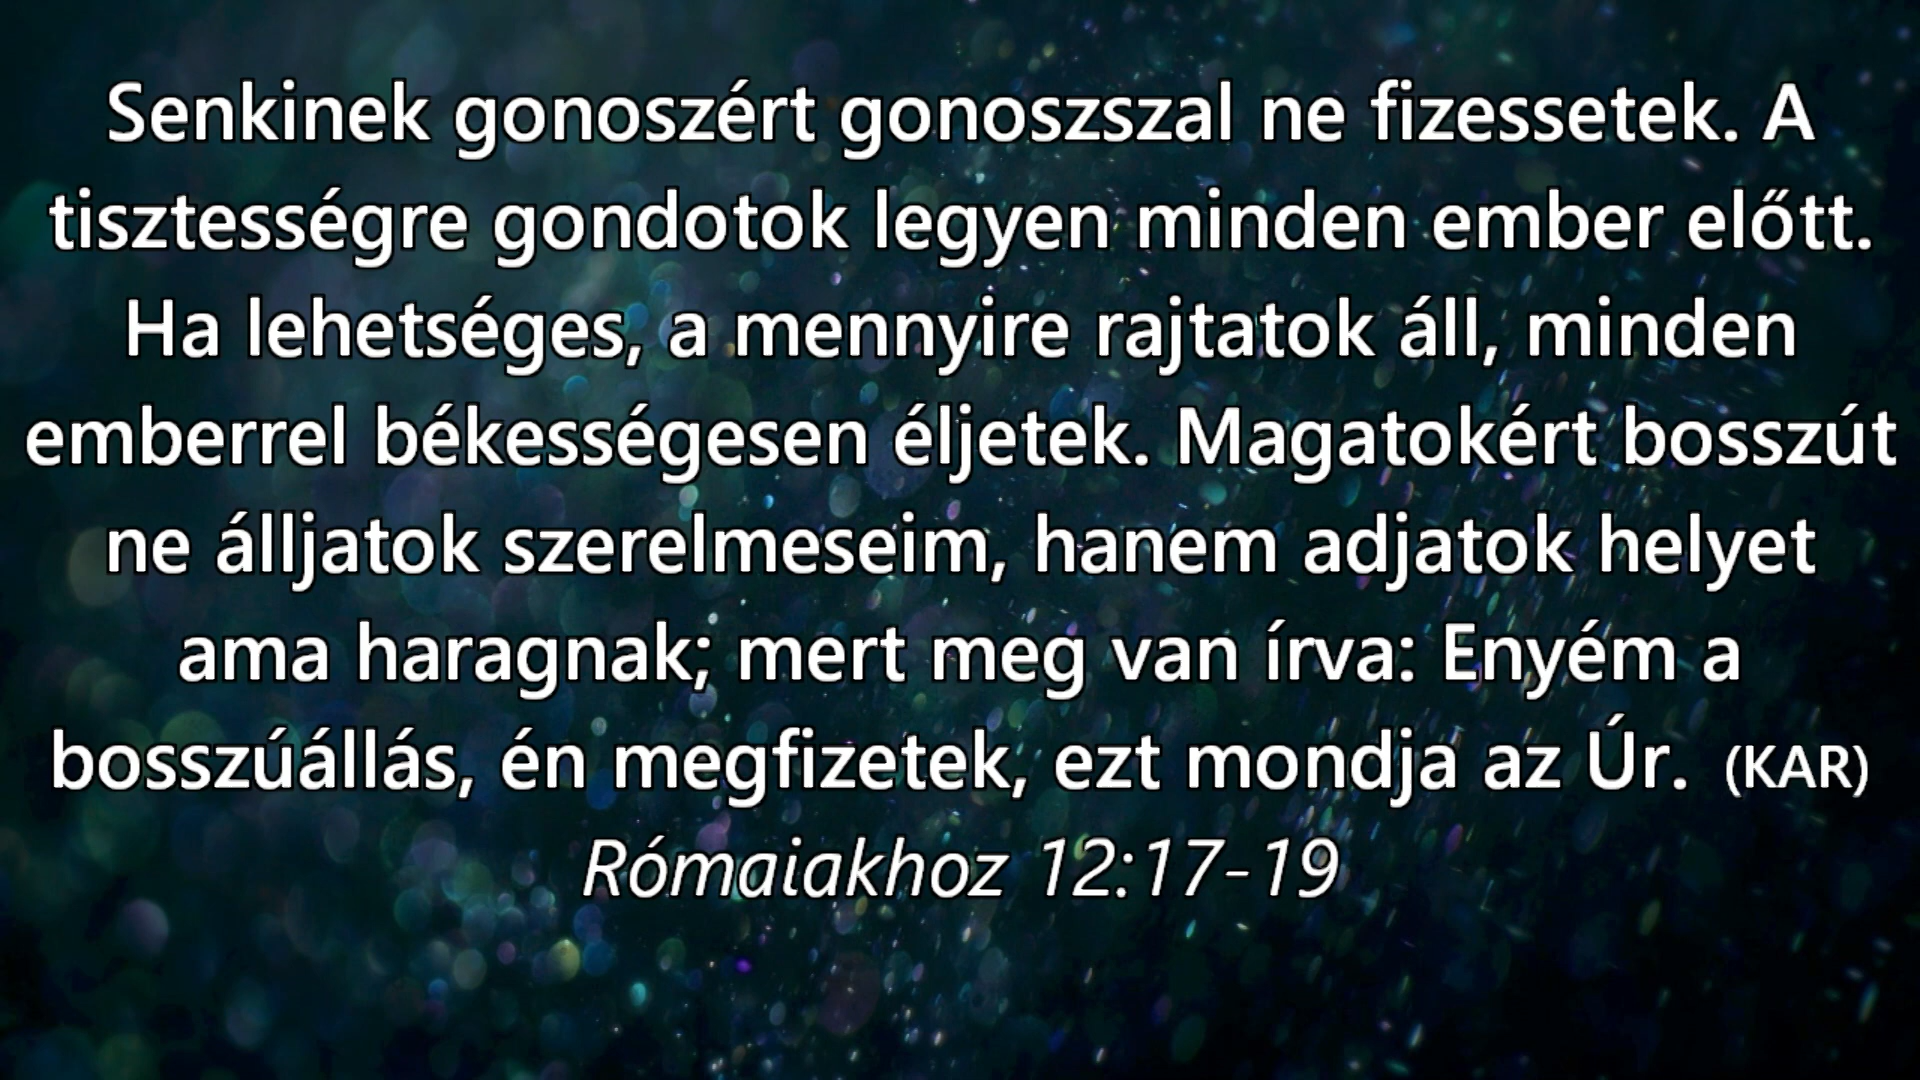 Senkinek gonoszért gonoszszal ne fizessetek. A
tisztességre gondotok legyen minden ember előtt.
Ha lehetséges, a mennyire rajtatok áll, minden
emberrel békességesen éljetek. Magatokért bosszút
ne álljatok szerelmeseim, hanem adjatok helyet
ama haragnak; mert meg van írva: Enyém a
bosszúállás, én megfizetek, ezt mondja az Úr. (KAR)
Rómaiakhoz 12:17-19